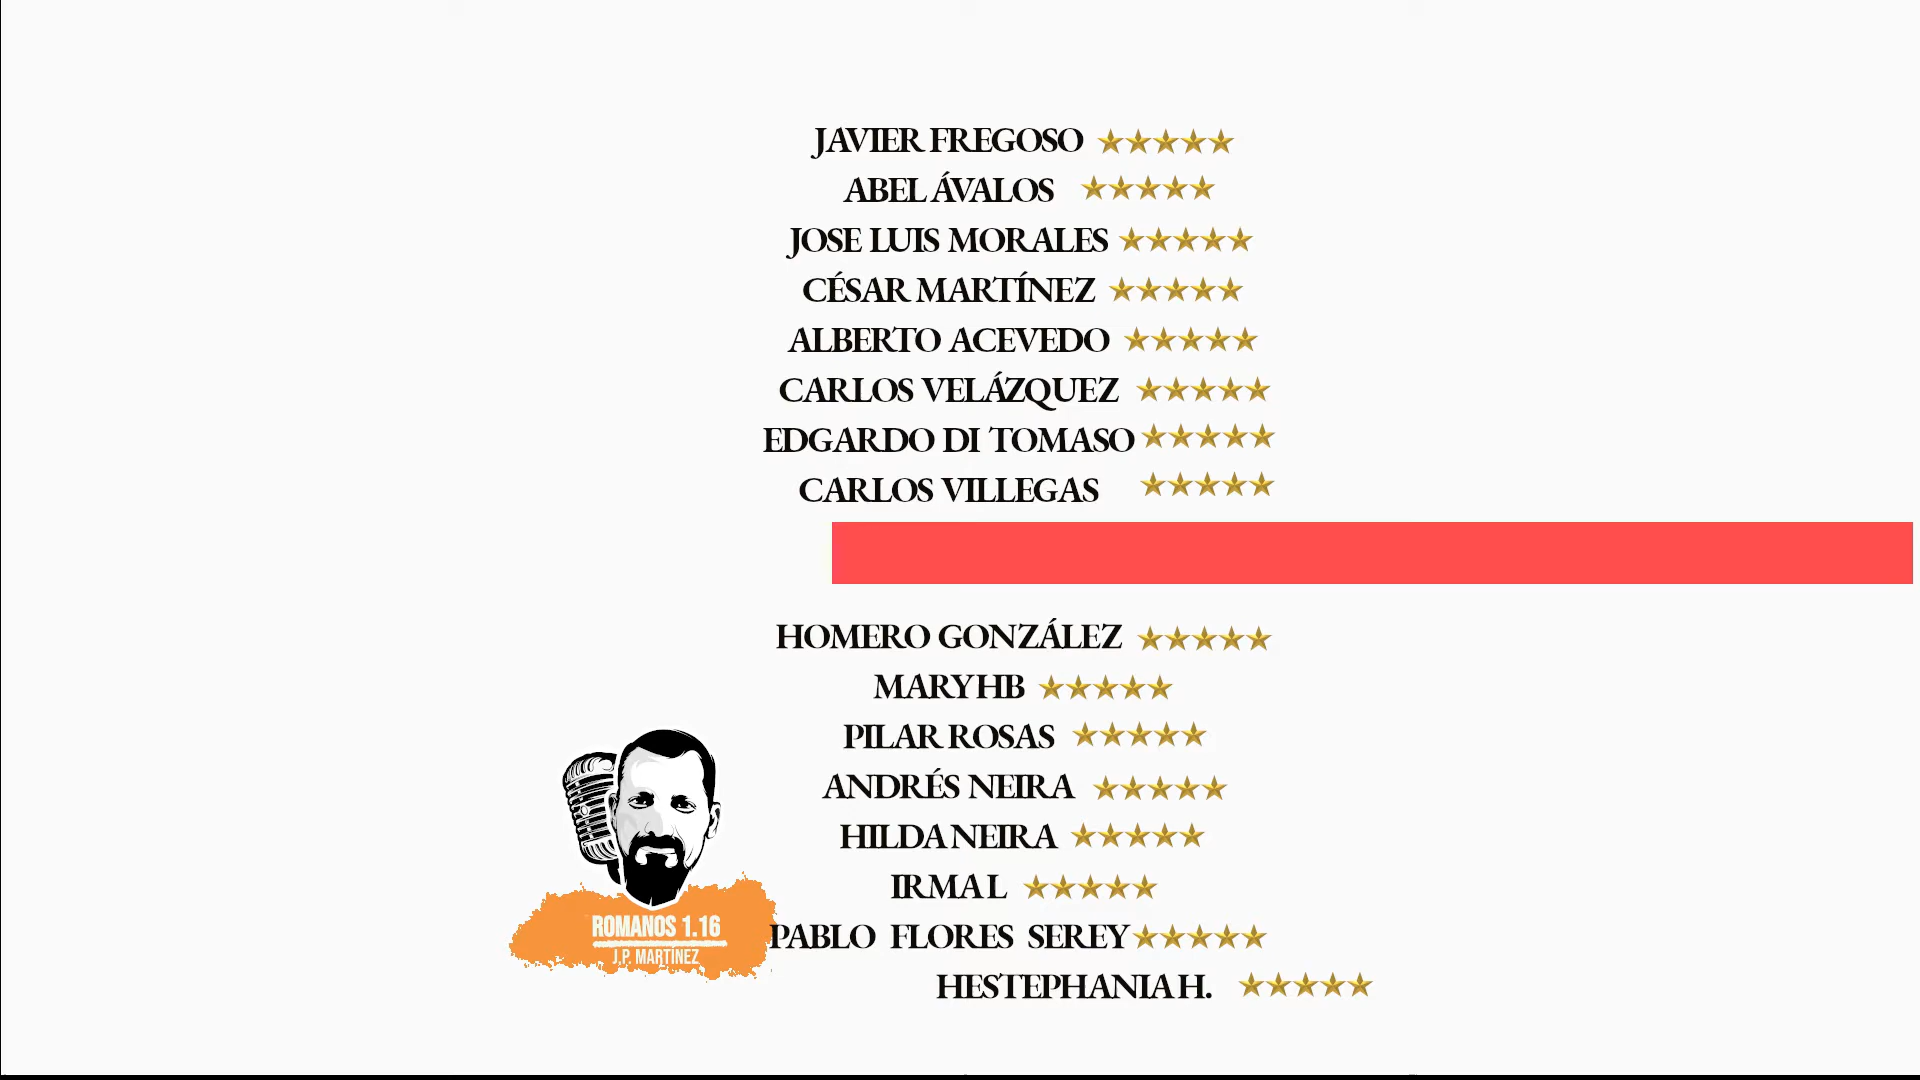 JAVIER FREGOSO
ABEL ÁVALOS
JOSE LUIS MORALES
CÉSAR MARTÍNEZ
ALBERTO ACEVEDO
CARLOS VELÁZQUEZ
EDGARDO DI TOMASO
CARLOS VILLEGAS
HOMERO GONZÁLEZ
MARY HB
PILAR ROSAS
ANDRÉS NEIRA
HILDA NEIRA
IRMA L
PABLO FLORES SEREY
HESTEPHANIA H.
ROMANOS 1.16
J.P. MARTÍNEZ